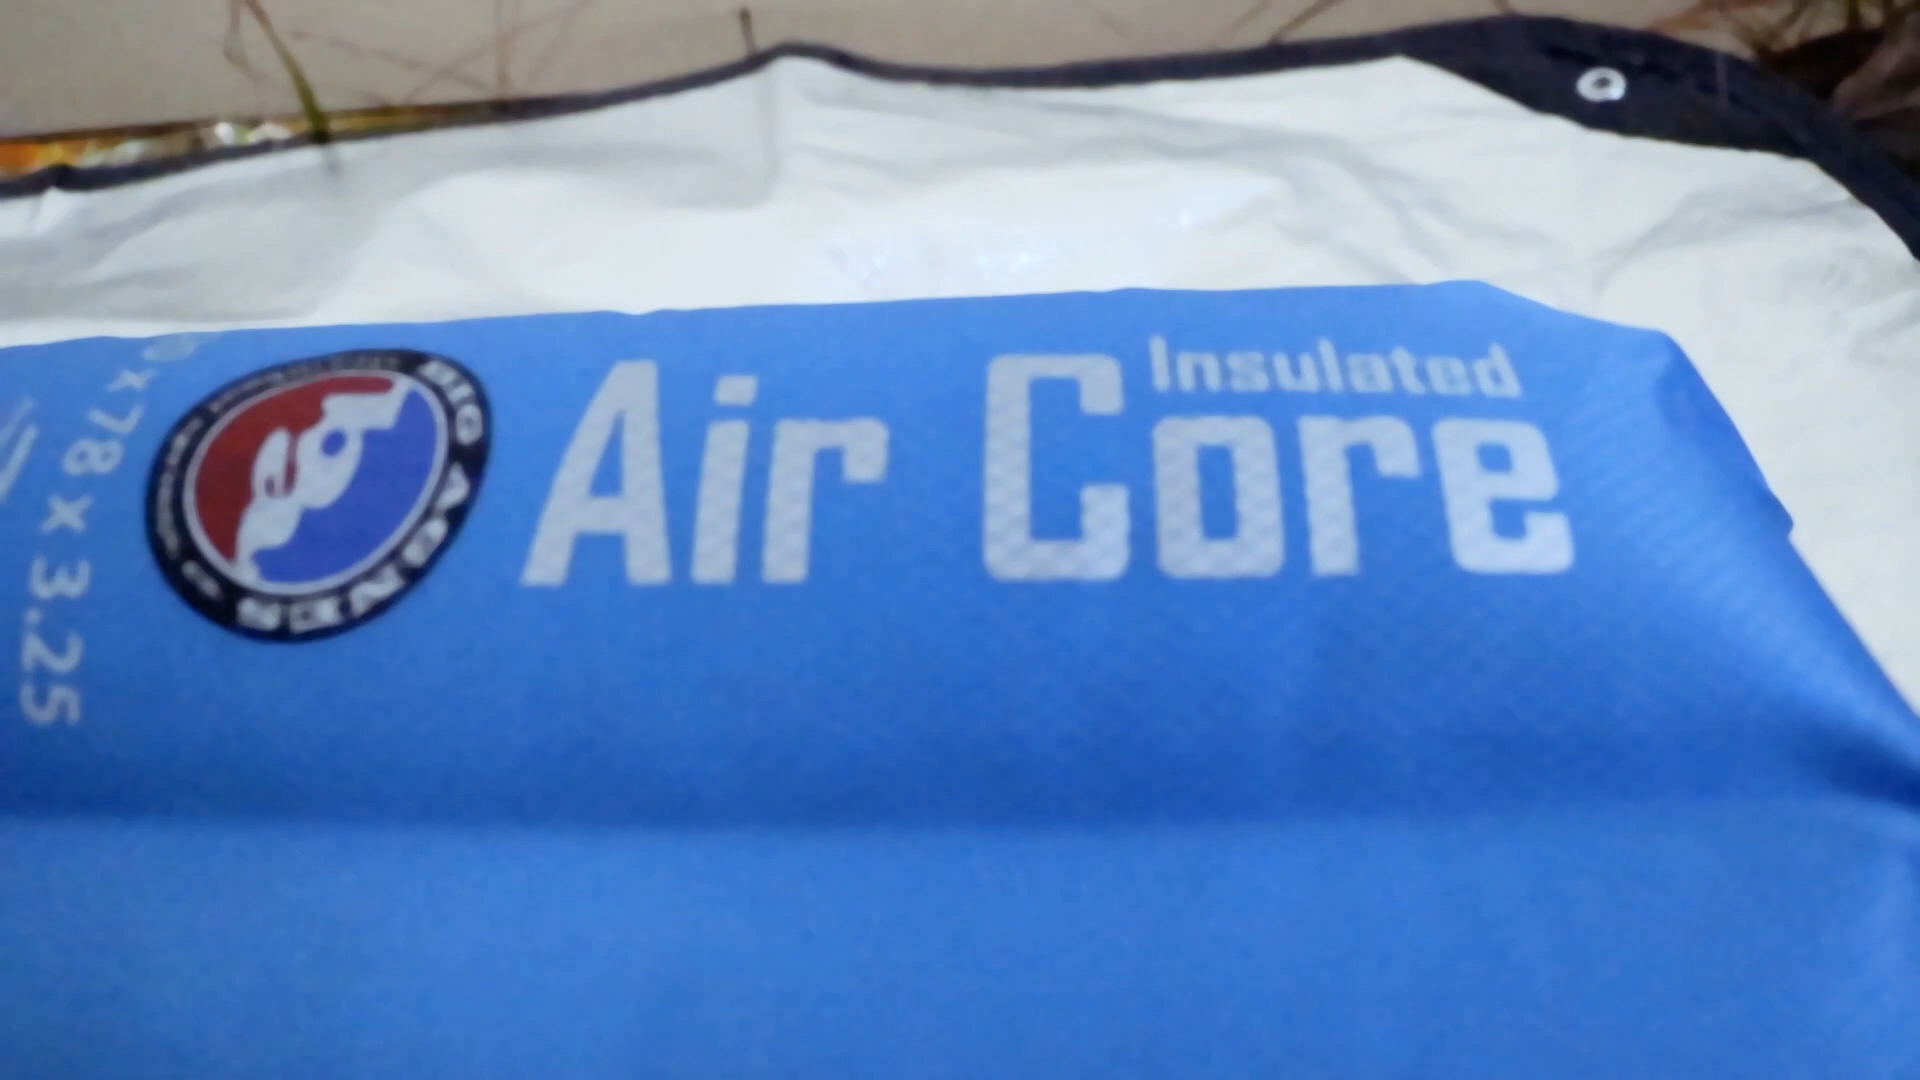 Insulated
Air Core
BIG AGNES
x 78 x 3.25